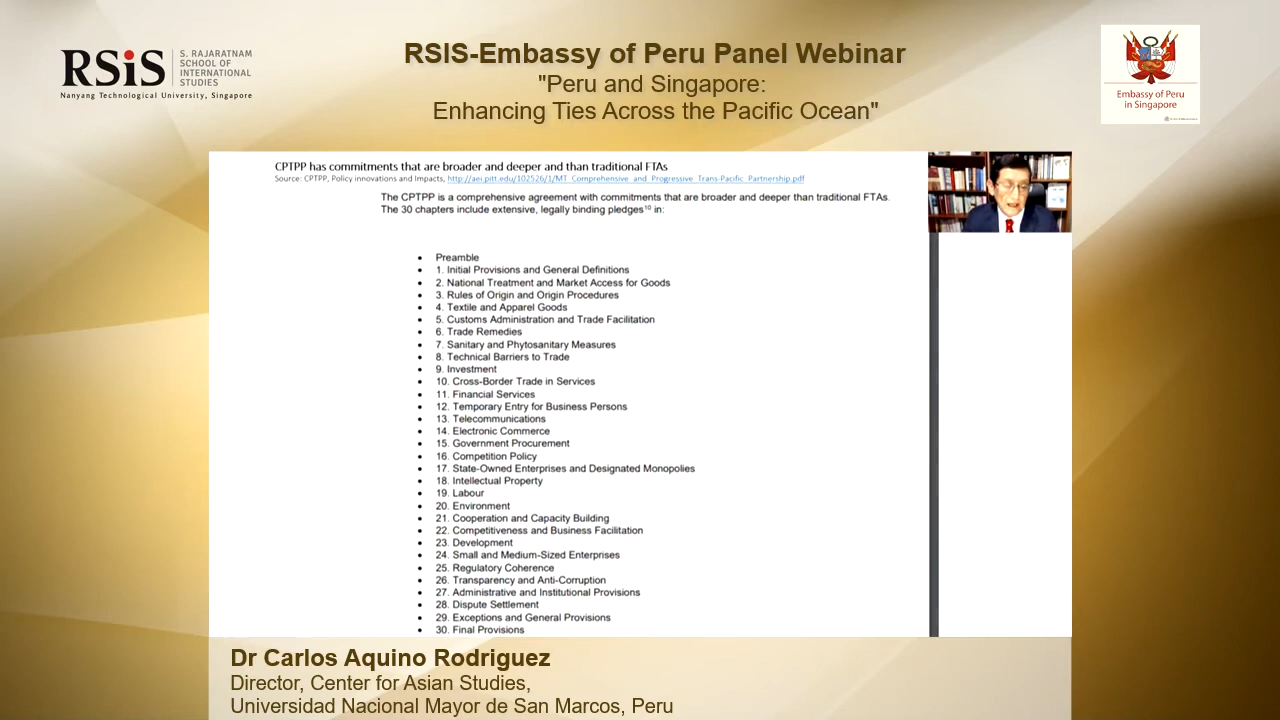 RSiS
S. RAJARATNAM
SCHOOL OF
INTERNATIONAL
STUDIES
Nanyang Technological University, Singapore
RSIS-Embassy of Peru Panel Webinar
"Peru and Singapore:
Enhancing Ties Across the Pacific Ocean"
Embassy of Peru
in Singapore
CPTPP has commitments that are broader and deeper and than traditional FTAs
Source: CPTPP, Policy innovations and Impacts, http://aei.pitt.edu/102526/1/MT_Comprehensive_and_Progressive_Trans-Pacific_Partnership.pdf
The CPTPP is a comprehensive agreement with commitments that are broader and deeper than traditional FTAs.
The 30 chapters include extensive, legally binding pledges¹⁰ in:
• Preamble
• 1. Initial Provisions and General Definitions
• 2. National Treatment and Market Access for Goods
• 3. Rules of Origin and Origin Procedures
• 4. Textile and Apparel Goods
• 5. Customs Administration and Trade Facilitation
• 6. Trade Remedies
• 7. Sanitary and Phytosanitary Measures
• 8. Technical Barriers to Trade
• 9. Investment
• 10. Cross-Border Trade in Services
• 11. Financial Services
• 12. Temporary Entry for Business Persons
• 13. Telecommunications
• 14. Electronic Commerce
• 15. Government Procurement
• 16. Competition Policy
• 17. State-Owned Enterprises and Designated Monopolies
• 18. Intellectual Property
• 19. Labour
• 20. Environment
• 21. Cooperation and Capacity Building
• 22. Competitiveness and Business Facilitation
• 23. Development
• 24. Small and Medium-Sized Enterprises
• 25. Regulatory Coherence
• 26. Transparency and Anti-Corruption
• 27. Administrative and Institutional Provisions
• 28. Dispute Settlement
• 29. Exceptions and General Provisions
• 30. Final Provisions
Dr Carlos Aquino Rodriguez
Director, Center for Asian Studies,
Universidad Nacional Mayor de San Marcos, Peru